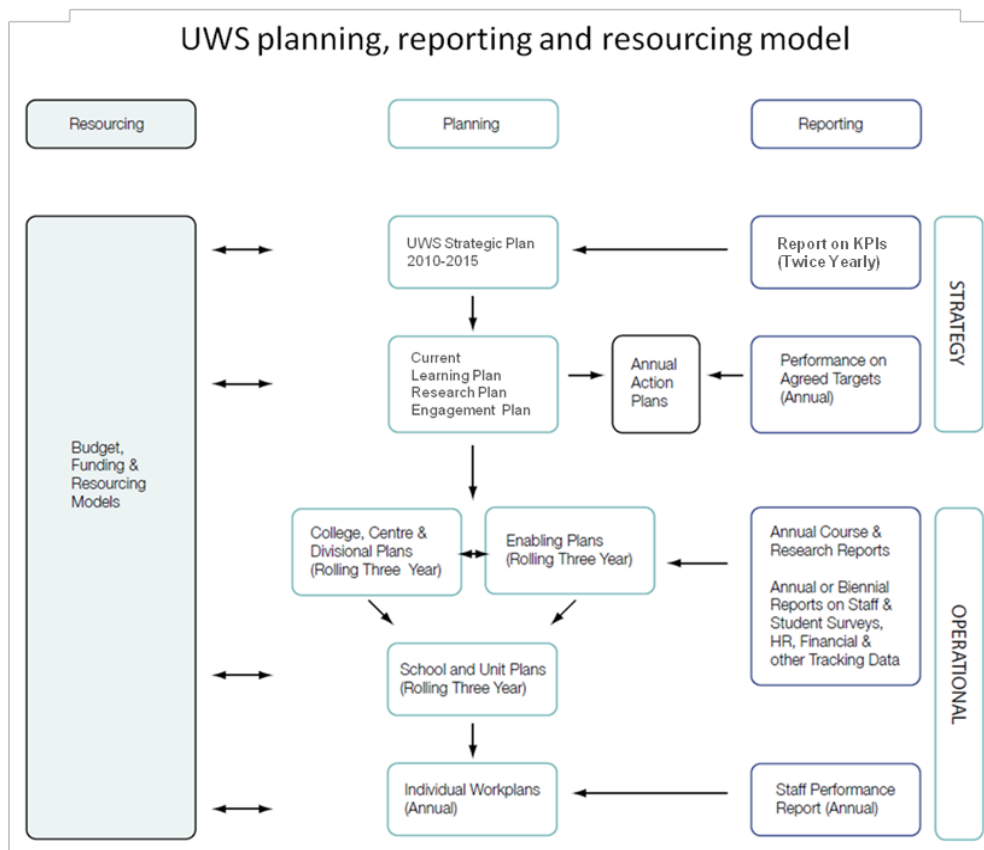 UWS planning, reporting and resourcing model
Resourcing
Planning
Reporting
UWS Strategic Plan
2010-2015
Report on KPIs
(Twice Yearly)
STRATEGY
Current
Learning Plan
Research Plan
Engagement Plan
Annual
Action
Plans
Performance on
Agreed Targets
(Annual)
Budget,
Funding &
Resourcing
Models
College, Centre &
Divisional Plans
(Rolling Three Year)
Enabling Plans
(Rolling Three Year)
Annual Course &
Research Reports
Annual or Biennial
Reports on Staff &
Student Surveys,
HR, Financial &
other Tracking Data
OPERATIONAL
School and Unit Plans
(Rolling Three Year)
Individual Workplans
(Annual)
Staff Performance
Report (Annual)